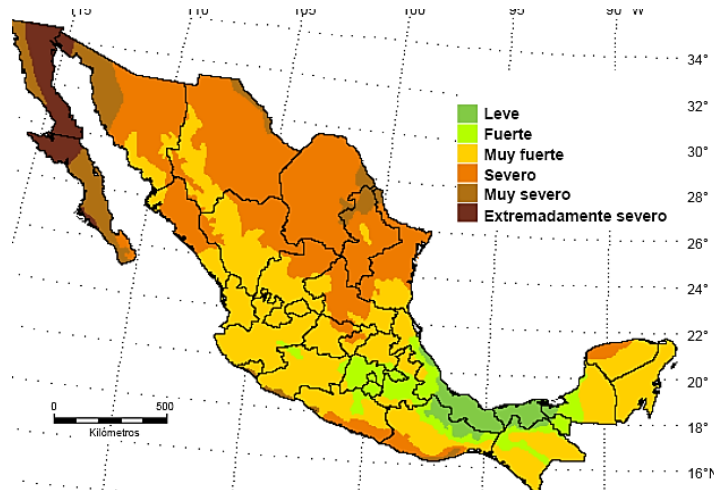 115 110 105 100 95 90 W
34°
32°
30°
28°
26°
24°
22°
20°
18°
16°N
Leve
Fuerte
Muy fuerte
Severo
Muy severo
Extremadamente severo
0 500
Kilómetros